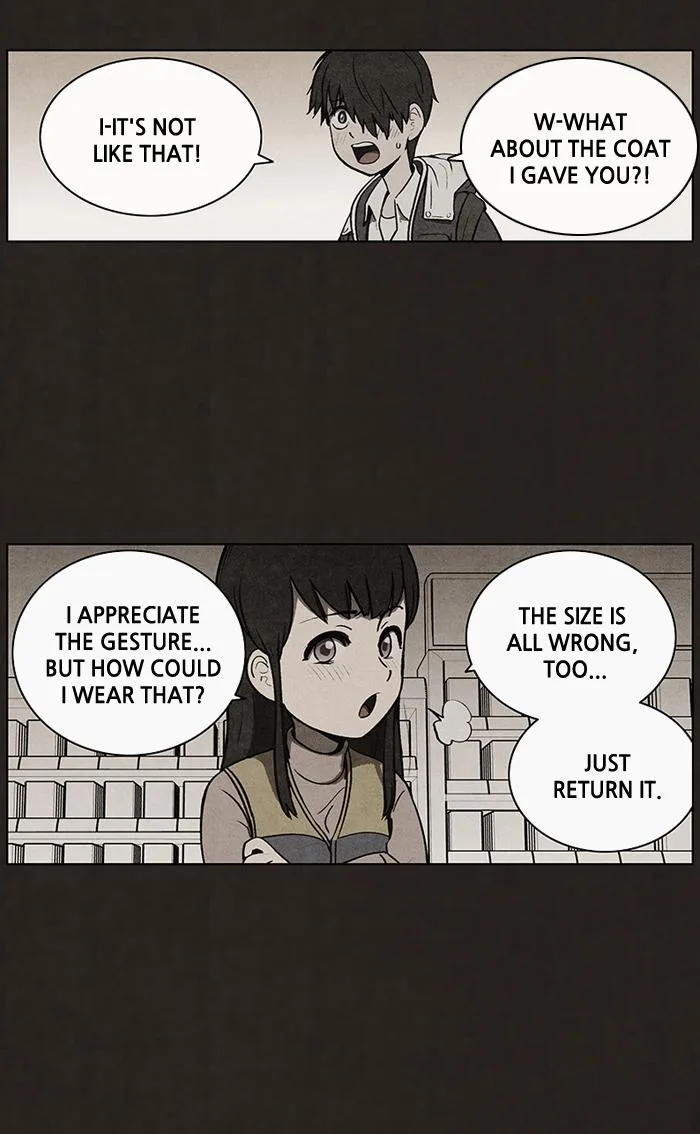 I-IT'S NOT
LIKE THAT!
W-WHAT
ABOUT THE COAT
I GAVE YOU?!
I APPRECIATE
THE GESTURE...
BUT HOW COULD
I WEAR THAT?
THE SIZE IS
ALL WRONG,
TOO...
JUST
RETURN IT.